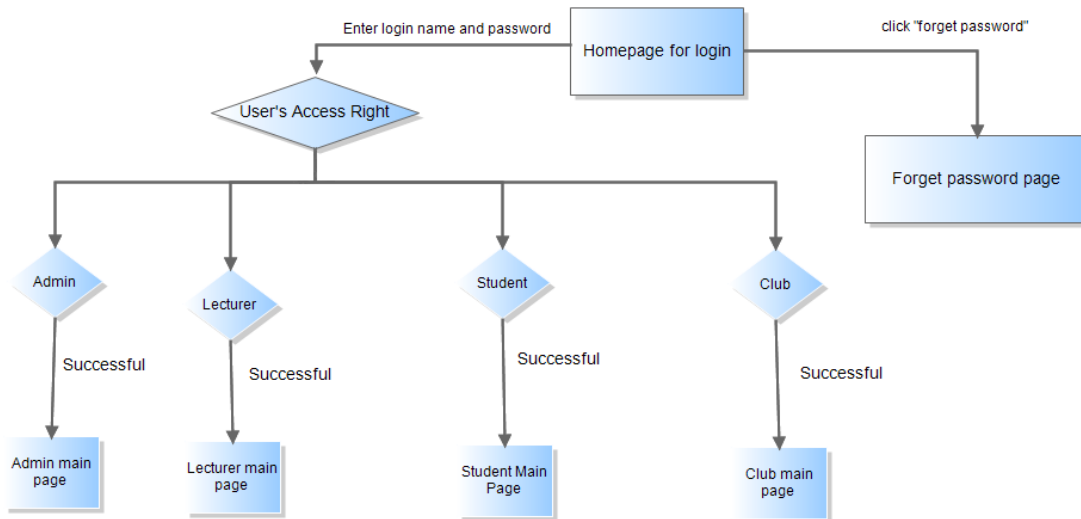 Enter login name and password
Homepage for login
click "forget password"
User's Access Right
Forget password page
Admin
Lecturer
Student
Club
Successful
Successful
Successful
Successful
Admin main
page
Lecturer main
page
Student Main
Page
Club main
page